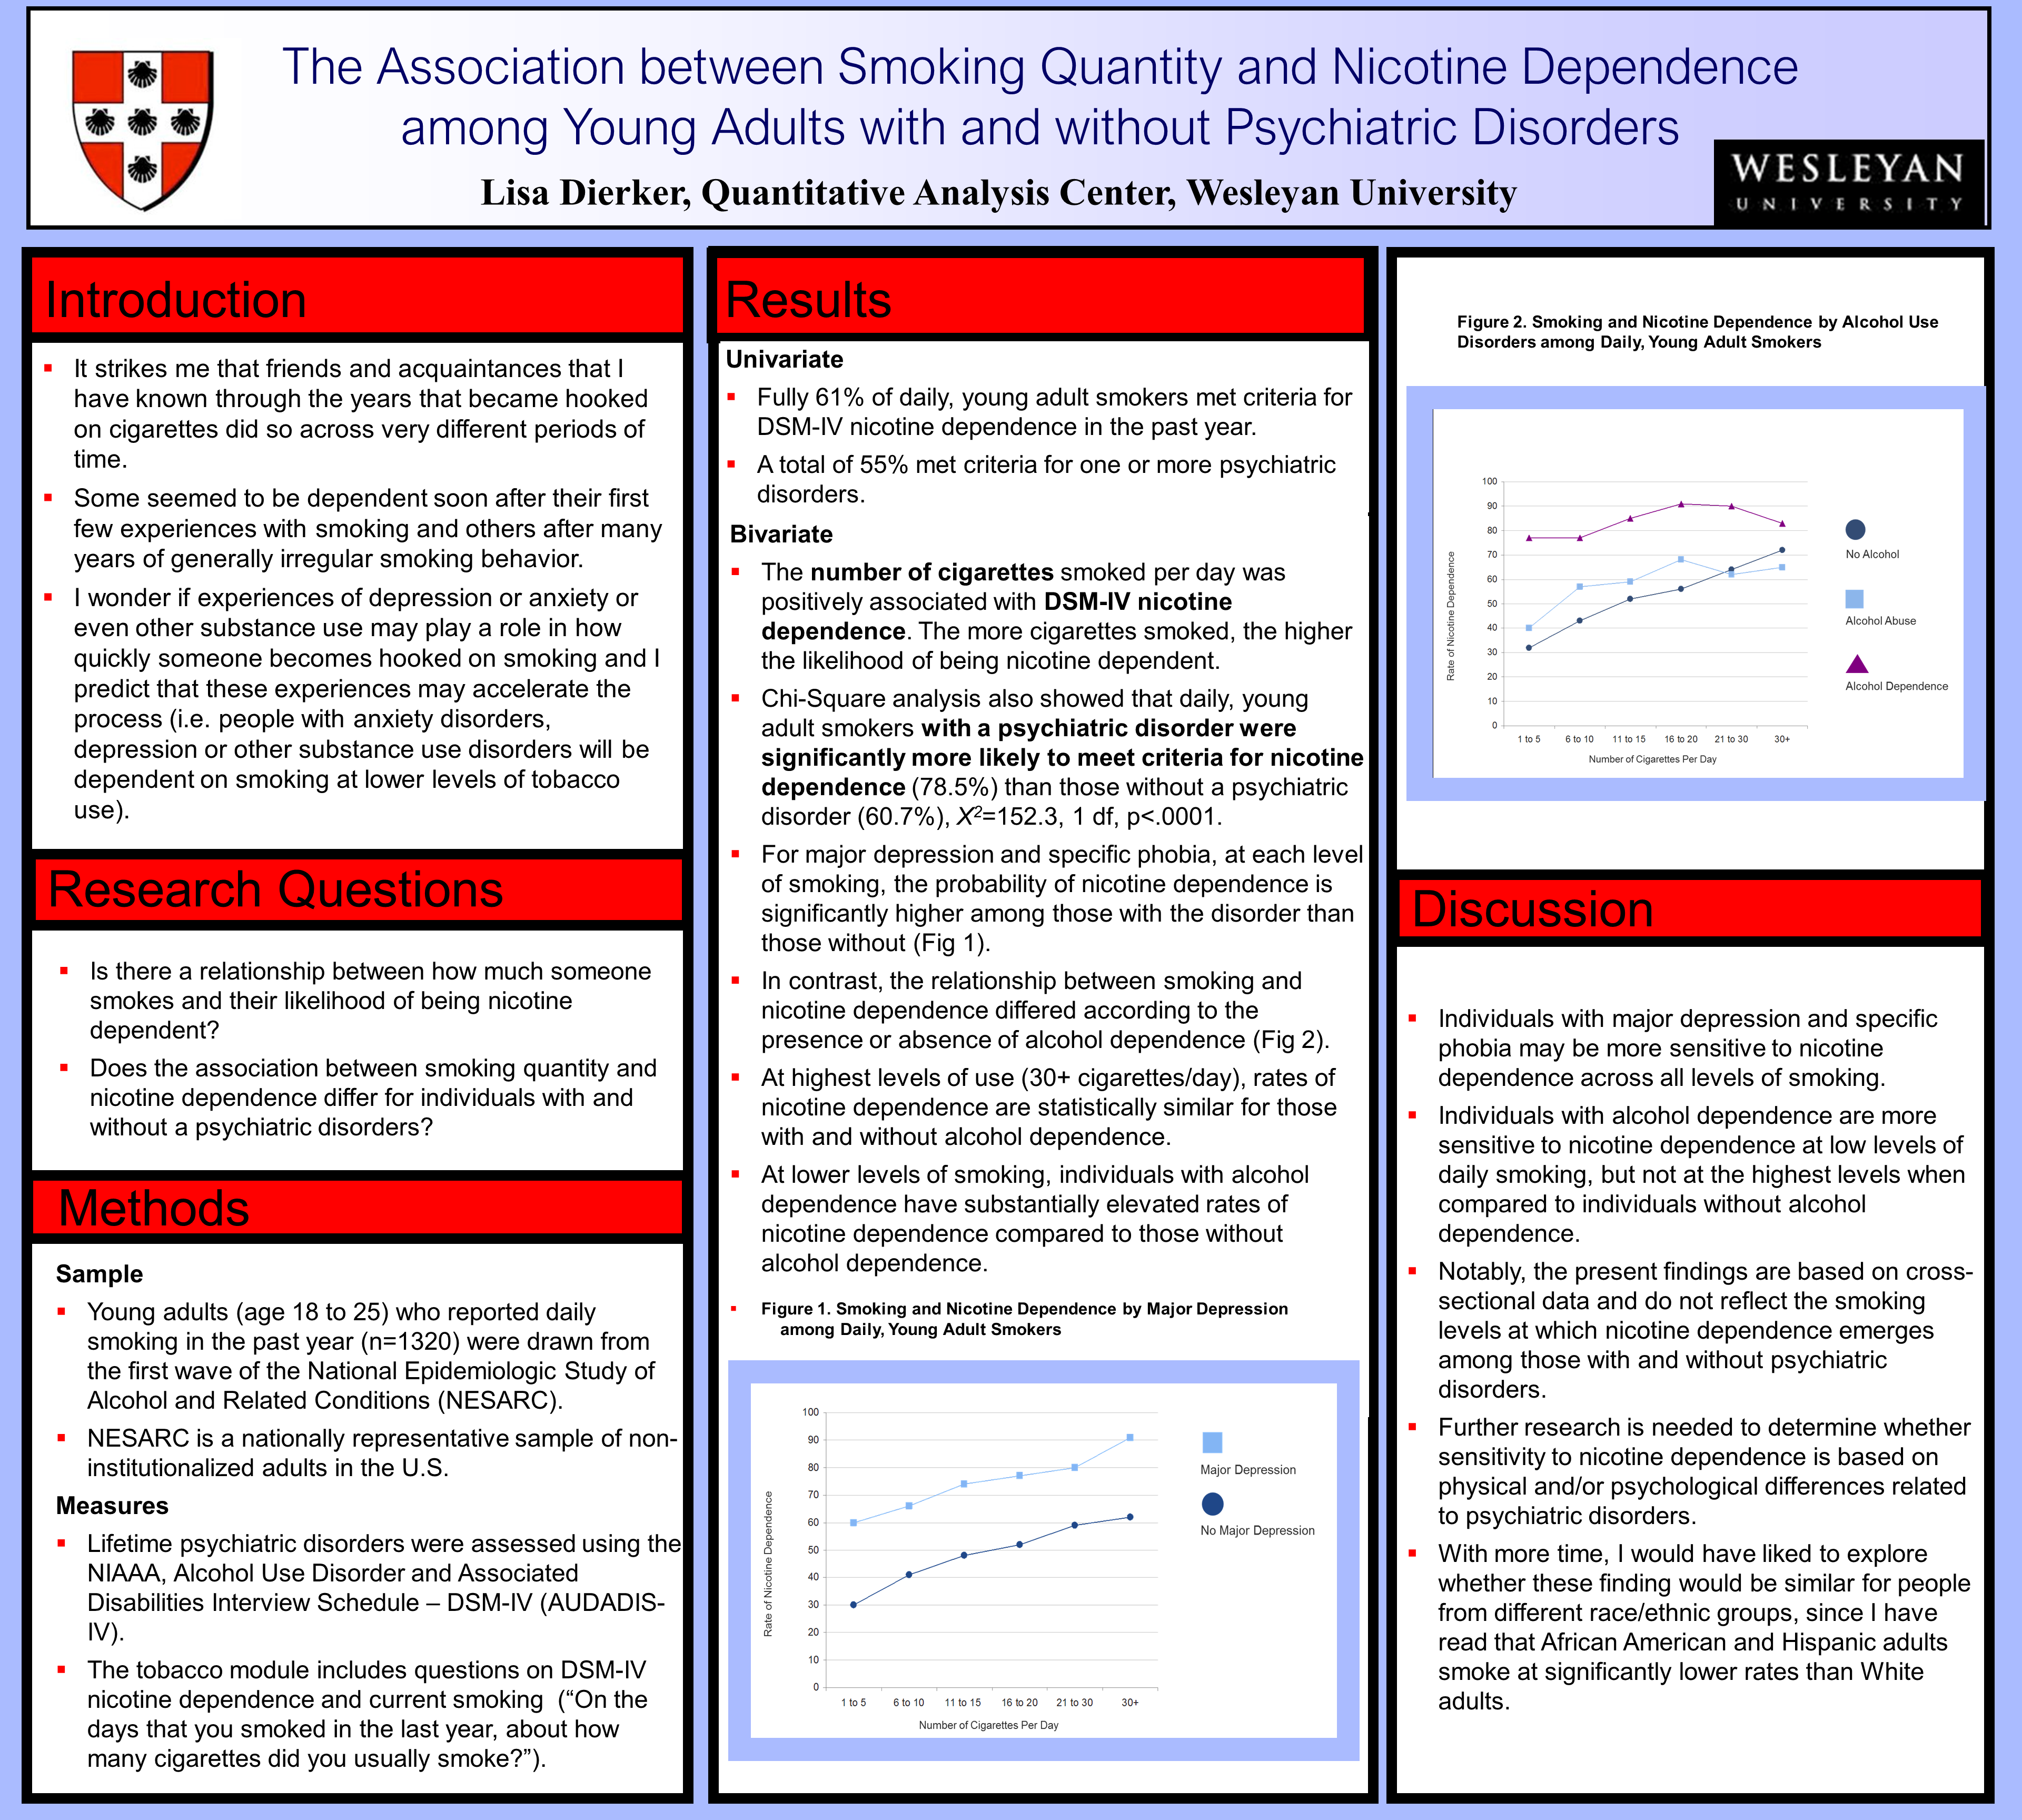 The Association between Smoking Quantity and Nicotine Dependence
among Young Adults with and without Psychiatric Disorders
Lisa Dierker, Quantitative Analysis Center, Wesleyan University
WESLEYAN
UNIVERSITY
Introduction
▪ It strikes me that friends and acquaintances that I
have known through the years that became hooked
on cigarettes did so across very different periods of
time.
▪ Some seemed to be dependent soon after their first
few experiences with smoking and others after many
years of generally irregular smoking behavior.
▪ I wonder if experiences of depression or anxiety or
even other substance use may play a role in how
quickly someone becomes hooked on smoking and I
predict that these experiences may accelerate the
process (i.e. people with anxiety disorders,
depression or other substance use disorders will be
dependent on smoking at lower levels of tobacco
use).
Research Questions
▪ Is there a relationship between how much someone
smokes and their likelihood of being nicotine
dependent?
▪ Does the association between smoking quantity and
nicotine dependence differ for individuals with and
without a psychiatric disorders?
Methods
Sample
▪ Young adults (age 18 to 25) who reported daily
smoking in the past year (n=1320) were drawn from
the first wave of the National Epidemiologic Study of
Alcohol and Related Conditions (NESARC).
▪ NESARC is a nationally representative sample of non-
institutionalized adults in the U.S.
Measures
▪ Lifetime psychiatric disorders were assessed using the
NIAAA, Alcohol Use Disorder and Associated
Disabilities Interview Schedule – DSM-IV (AUDADIS-
IV).
▪ The tobacco module includes questions on DSM-IV
nicotine dependence and current smoking (“On the
days that you smoked in the last year, about how
many cigarettes did you usually smoke?”).
Results
Univariate
▪ Fully 61% of daily, young adult smokers met criteria for
DSM-IV nicotine dependence in the past year.
▪ A total of 55% met criteria for one or more psychiatric
disorders.
Bivariate
▪ The number of cigarettes smoked per day was
positively associated with DSM-IV nicotine
dependence. The more cigarettes smoked, the higher
the likelihood of being nicotine dependent.
▪ Chi-Square analysis also showed that daily, young
adult smokers with a psychiatric disorder were
significantly more likely to meet criteria for nicotine
dependence (78.5%) than those without a psychiatric
disorder (60.7%), X²=152.3, 1 df, p<.0001.
▪ For major depression and specific phobia, at each level
of smoking, the probability of nicotine dependence is
significantly higher among those with the disorder than
those without (Fig 1).
▪ In contrast, the relationship between smoking and
nicotine dependence differed according to the
presence or absence of alcohol dependence (Fig 2).
▪ At highest levels of use (30+ cigarettes/day), rates of
nicotine dependence are statistically similar for those
with and without alcohol dependence.
▪ At lower levels of smoking, individuals with alcohol
dependence have substantially elevated rates of
nicotine dependence compared to those without
alcohol dependence.
▪ Figure 1. Smoking and Nicotine Dependence by Major Depression
among Daily, Young Adult Smokers
Rate of Nicotine Dependence
100
90
80
70
60
50
40
30
20
10
0
1 to 5 6 to 10 11 to 15 16 to 20 21 to 30 30+
Number of Cigarettes Per Day
Major Depression
No Major Depression
Figure 2. Smoking and Nicotine Dependence by Alcohol Use
Disorders among Daily, Young Adult Smokers
Rate of Nicotine Dependence
100
90
80
70
60
50
40
30
20
10
0
1 to 5 6 to 10 11 to 15 16 to 20 21 to 30 30+
Number of Cigarettes Per Day
No Alcohol
Alcohol Abuse
Alcohol Dependence
Discussion
▪ Individuals with major depression and specific
phobia may be more sensitive to nicotine
dependence across all levels of smoking.
▪ Individuals with alcohol dependence are more
sensitive to nicotine dependence at low levels of
daily smoking, but not at the highest levels when
compared to individuals without alcohol
dependence.
▪ Notably, the present findings are based on cross-
sectional data and do not reflect the smoking
levels at which nicotine dependence emerges
among those with and without psychiatric
disorders.
▪ Further research is needed to determine whether
sensitivity to nicotine dependence is based on
physical and/or psychological differences related
to psychiatric disorders.
▪ With more time, I would have liked to explore
whether these finding would be similar for people
from different race/ethnic groups, since I have
read that African American and Hispanic adults
smoke at significantly lower rates than White
adults.